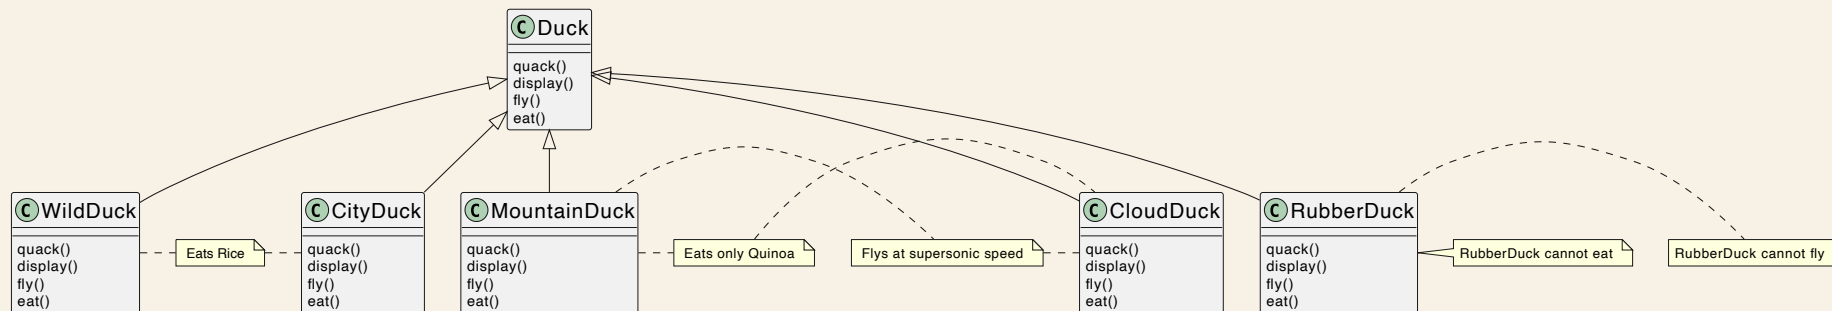 C Duck
quack()
display()
fly()
eat()
C WildDuck
quack()
display()
fly()
eat()
Eats Rice
C CityDuck
quack()
display()
fly()
eat()
C MountainDuck
quack()
display()
fly()
eat()
Eats only Quinoa
Flys at supersonic speed
C CloudDuck
quack()
display()
fly()
eat()
C RubberDuck
quack()
display()
fly()
eat()
RubberDuck cannot eat
RubberDuck cannot fly